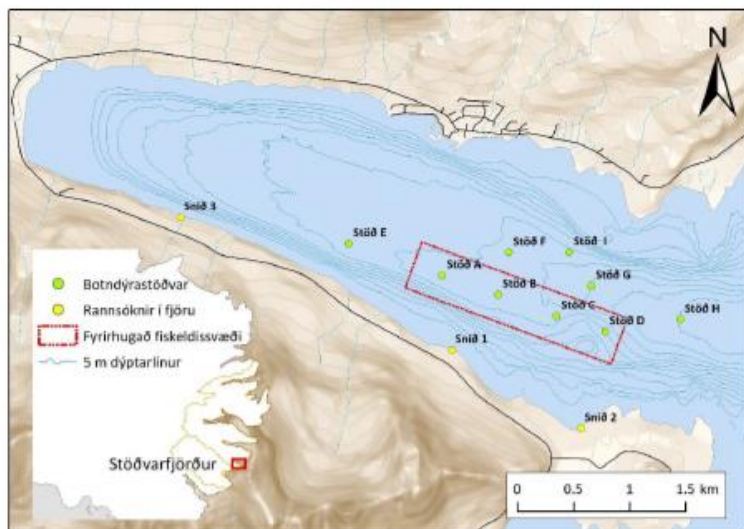 N
Snið 3
Stöð E
Stöð F
Stöð I
Stöð A
Stöð B
Stöð G
Stöð C
Stöð D
Stöð H
Snið 1
Snið 2
Botndýrastöðvar
Rannsóknir í fjöru
Fyrirhugað fiskeldissvæði
5 m dýptarlínur
Stöðvarfjörður
0 0.5 1 1.5 km